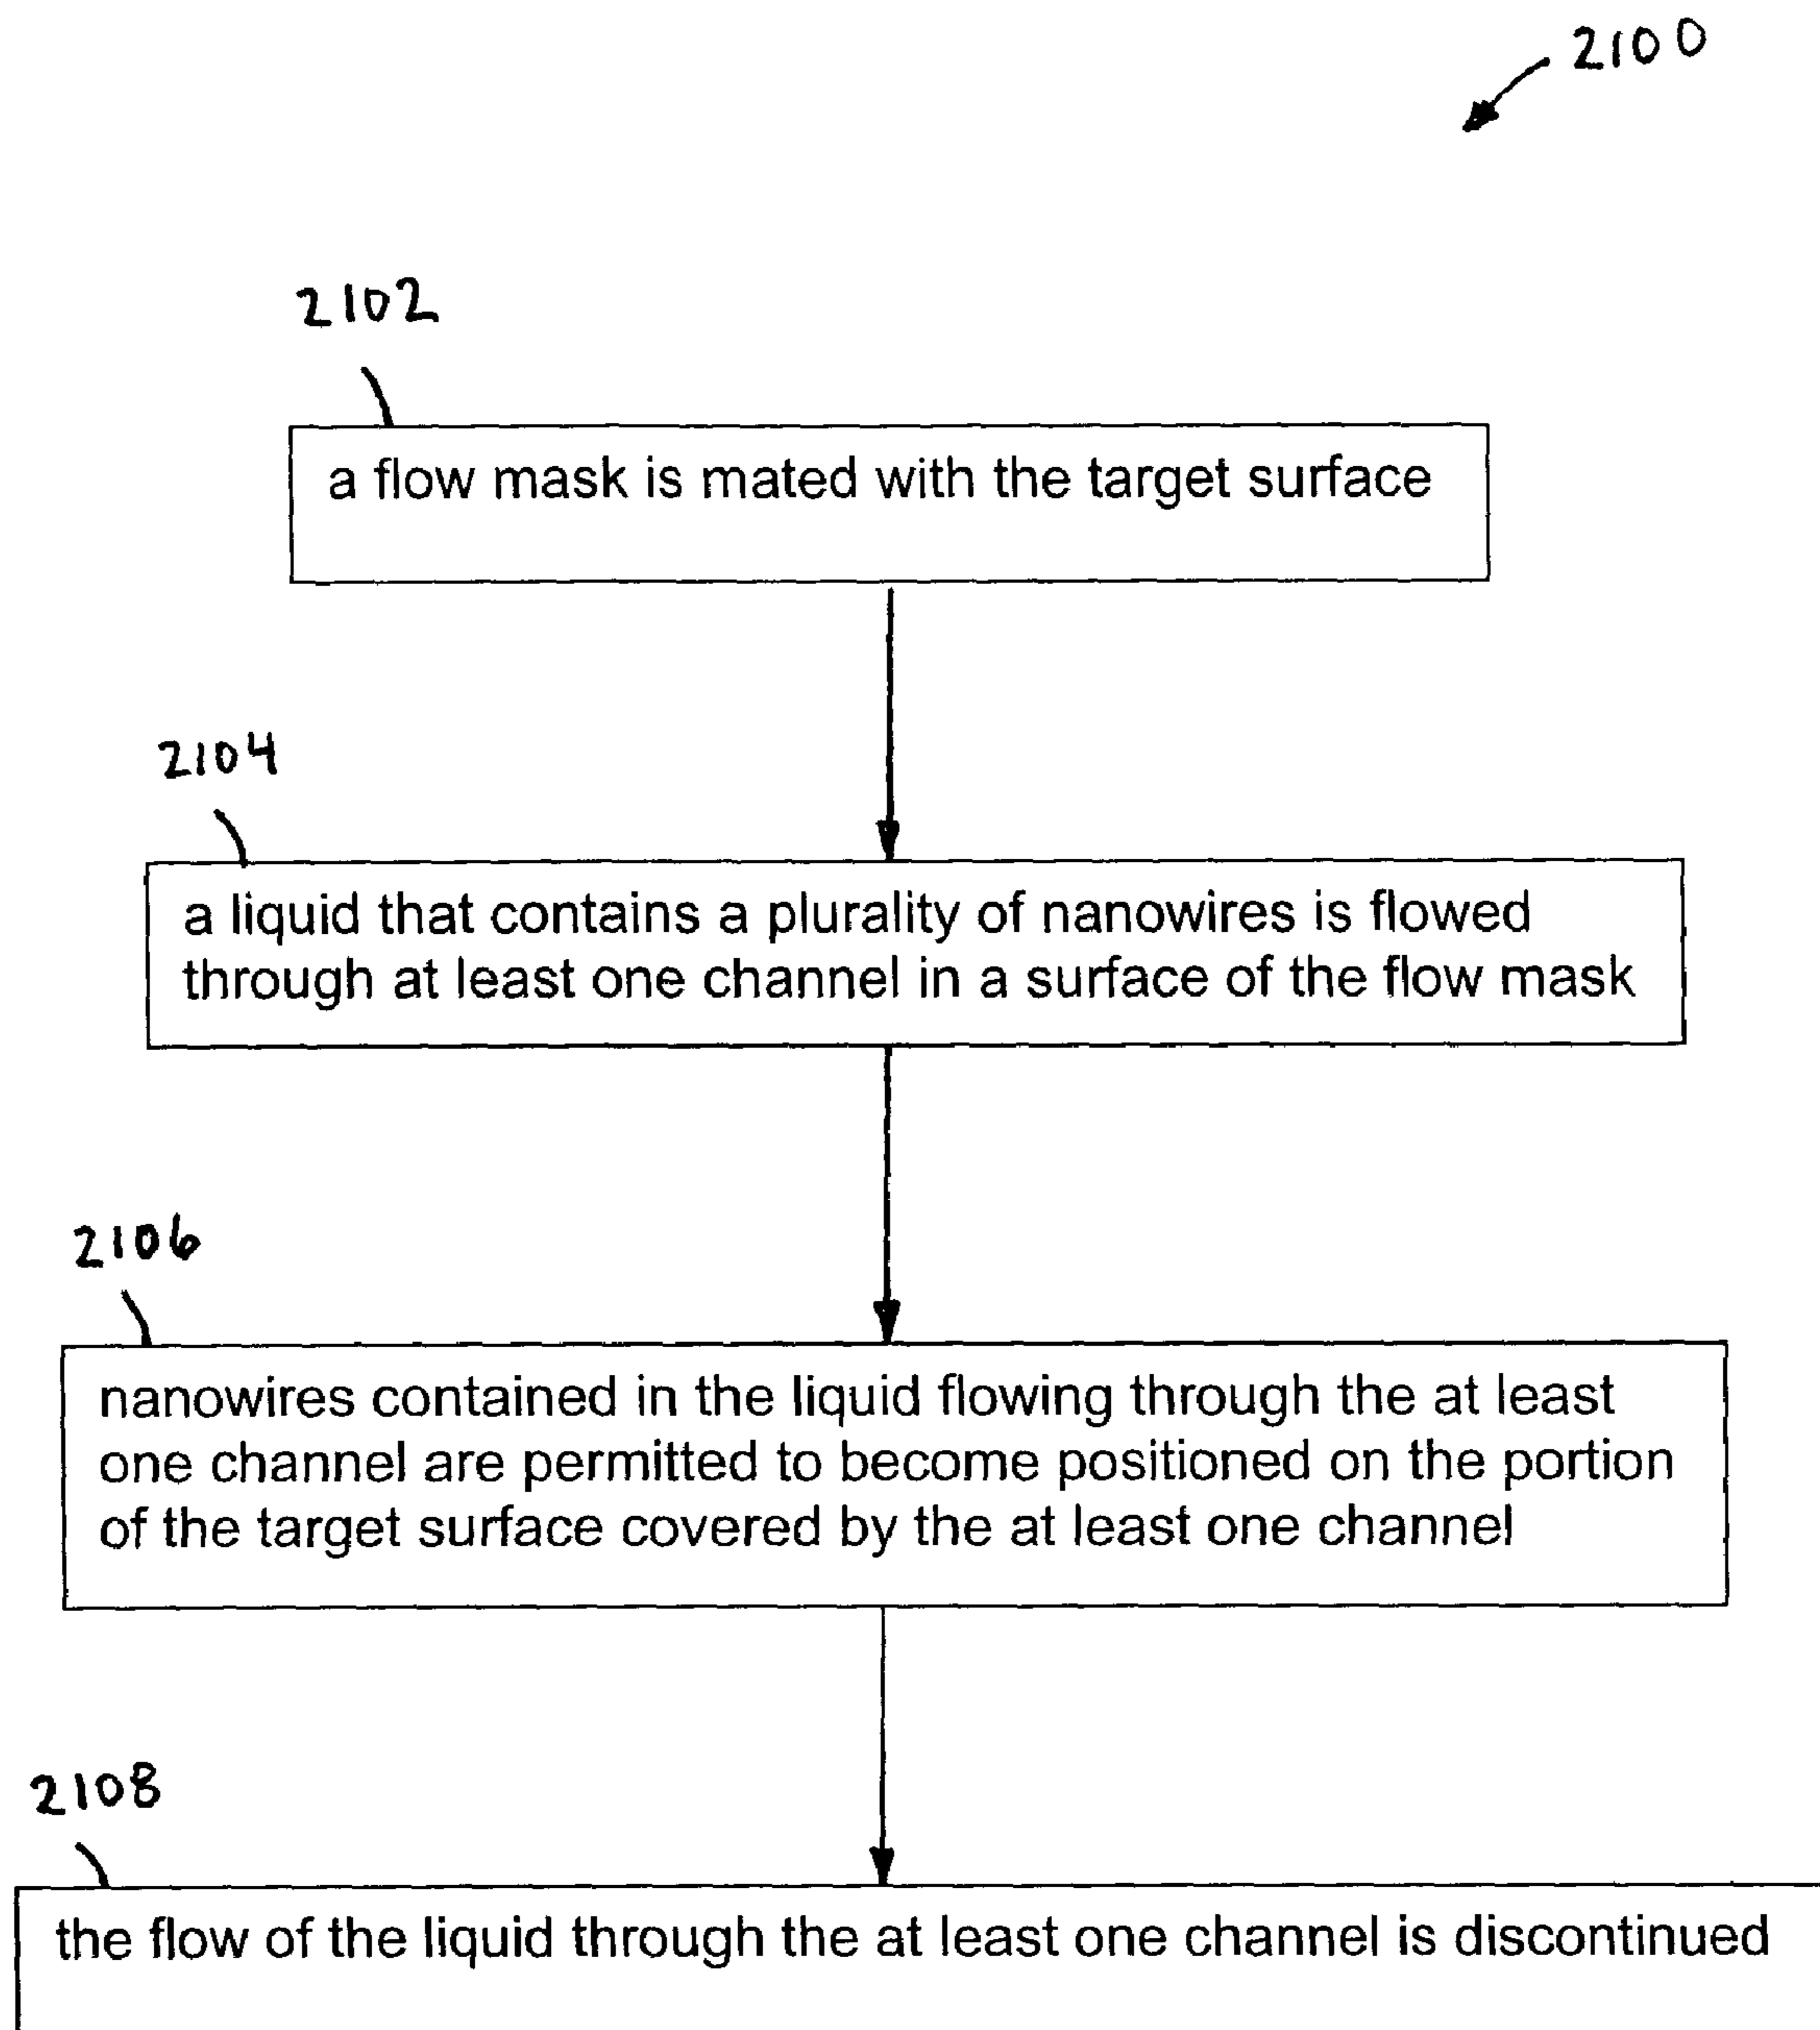 2100
2102
a flow mask is mated with the target surface
2104
a liquid that contains a plurality of nanowires is flowed
through at least one channel in a surface of the flow mask
2106
nanowires contained in the liquid flowing through the at least
one channel are permitted to become positioned on the portion
of the target surface covered by the at least one channel
2108
the flow of the liquid through the at least one channel is discontinued